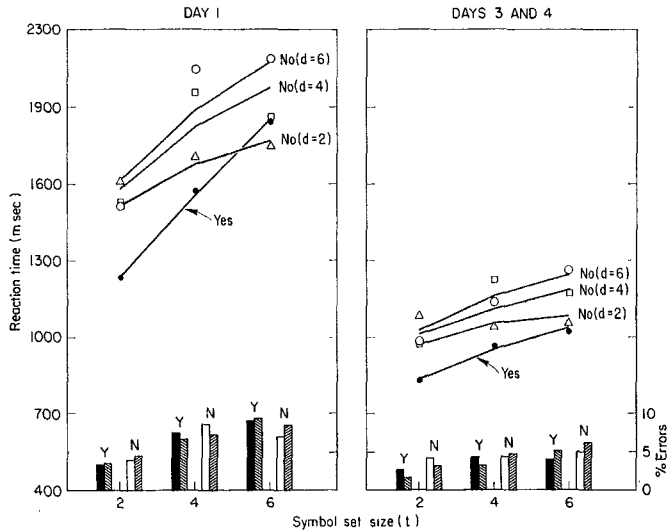 DAY I
DAYS 3 AND 4
2300
1900
1600
1300
1000
700
400
Reaction time (m sec)
No(d=6)
No(d=4)
No(d=2)
Yes
No(d=6)
No(d=4)
No(d=2)
Yes
Y
N
Y
N
Y
N
Y
N
Y
N
Y
N
10
5
0
% Errors
2
4
6
2
4
6
Symbol set size (t)